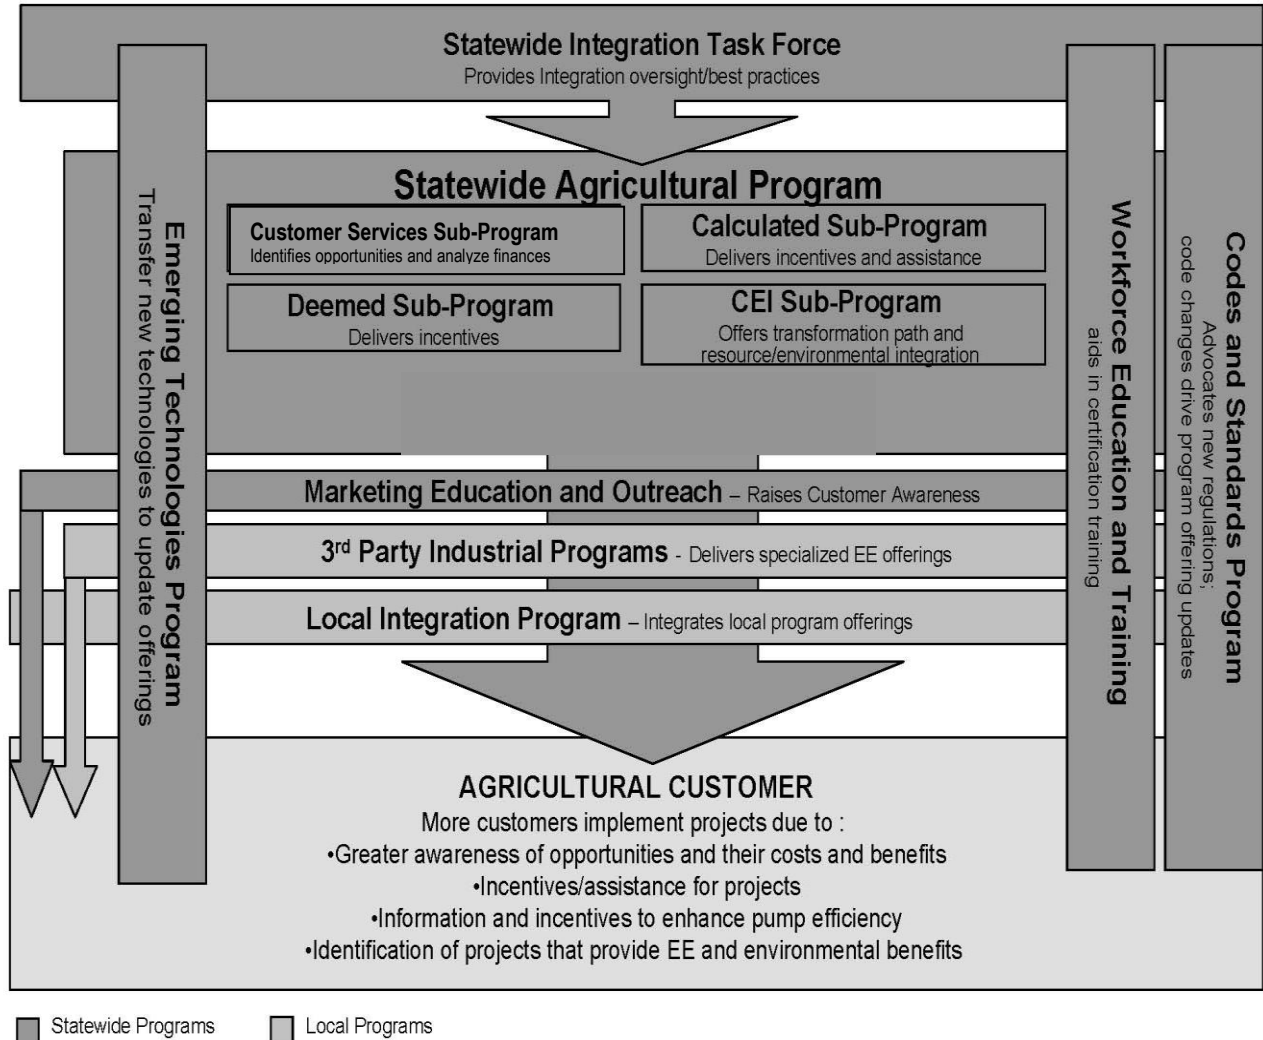 Statewide Integration Task Force
Provides Integration oversight/best practices
Statewide Agricultural Program
Customer Services Sub-Program
Identifies opportunities and analyze finances
Calculated Sub-Program
Delivers incentives and assistance
Deemed Sub-Program
Delivers incentives
CEI Sub-Program
Offers transformation path and
resource/environmental integration
Emerging Technologies Program
Transfer new technologies to update offerings
Workforce Education and Training
aids in certification training
Codes and Standards Program
Advocates new regulations;
code changes drive program offering updates
Marketing Education and Outreach – Raises Customer Awareness
3rd Party Industrial Programs - Delivers specialized EE offerings
Local Integration Program – Integrates local program offerings
AGRICULTURAL CUSTOMER
More customers implement projects due to :
•Greater awareness of opportunities and their costs and benefits
•Incentives/assistance for projects
•Information and incentives to enhance pump efficiency
•Identification of projects that provide EE and environmental benefits
Statewide Programs
Local Programs